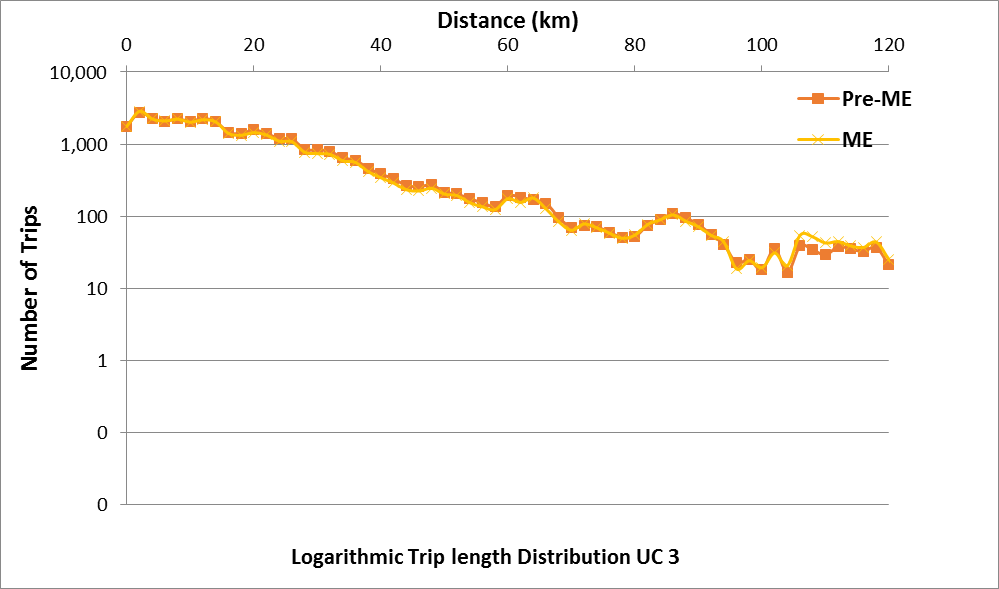 Distance (km)
0 20 40 60 80 100 120
10,000
1,000
100
10
1
0
0
Number of Trips
Pre-ME
ME
Logarithmic Trip length Distribution UC 3